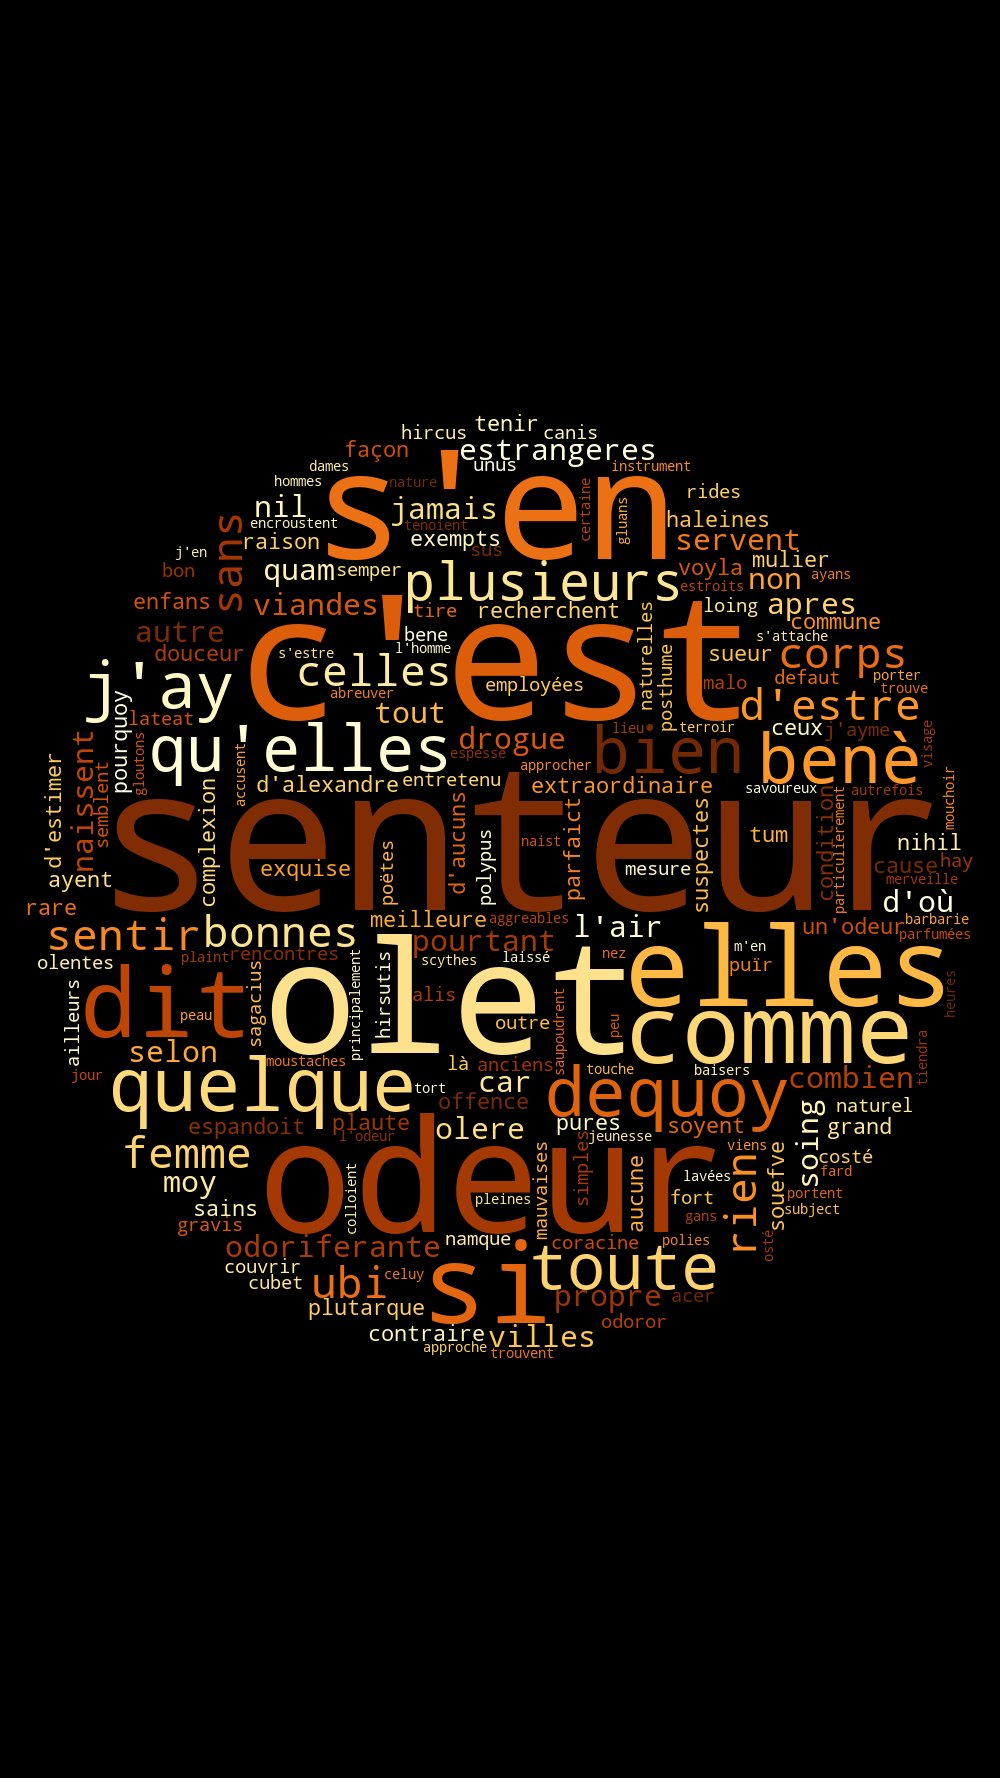 tenir
hircus
canis
façon
estrangeres
dames
unus
instrument
hommes
nature
s'en
certaine
rides
nil
jamais
gluans
encroustent
tenoient
haleines
sans
raison
exempts
sus
servent
j'en
mulier
bon
quam
semper
voyla
non
ayans
plusieurs
estroits
enfans
viandes
tire
recherchent
naturelles
loing
apres
c'est
commune
autre
bene
s'attache
douceur
s'estre
l'homme
posthume
sueur
corps
j'ay
celles
abreuver
employées
malo
defaut
porter
trouve
pourquoy
lateat
tout
d'estre
lieu
terroir
ceux
j'ayme
visage
naissent
gloutons
qu'elles
accusent
drogue
espesse
bien
benè
approcher
d'estimer
semblent
complexion
d'alexandre
entretenu
extraordinaire
savoureux
autrefois
mouchoir
senteur
d'aucuns
parfaict
suspectes
condition
particulierement
poëtes
polypus
naist
tum
nihil
exquise
mesure
cause
hay
ayent
merveille
rare
d'où
meilleure
aggreables
l'air
un'odeur
barbarie
sentir
bonnes
pourtant
parfumées
olentes
plaint
rencontres
scythes
laissé
nez
m'en
elles
puïr
dit
sagacius
principalement
hirsutis
olet
alis
heures
ailleurs
peau
outre
saupoudrent
peu
comme
tiendra
selon
moustaches
là
anciens
touche
baisers
jour
quelque
tort
car
dequoy
combien
offence
soing
naturel
espandoit
plaute
l'odeur
olere
pures
jeunesse
soyent
grand
femme
odeur
viens
souefve
costé
moy
colloient
pleines
mauvaises
simples
aucune
lavées
rien
fard
sains
fort
portent
gravis
gans
subject
odoriferante
namque
coracine
polies
osté
couvrir
cubet
ubi
celuy
si
toute
plutarque
propre
acer
contraire
villes
odoror
approche
trouvent